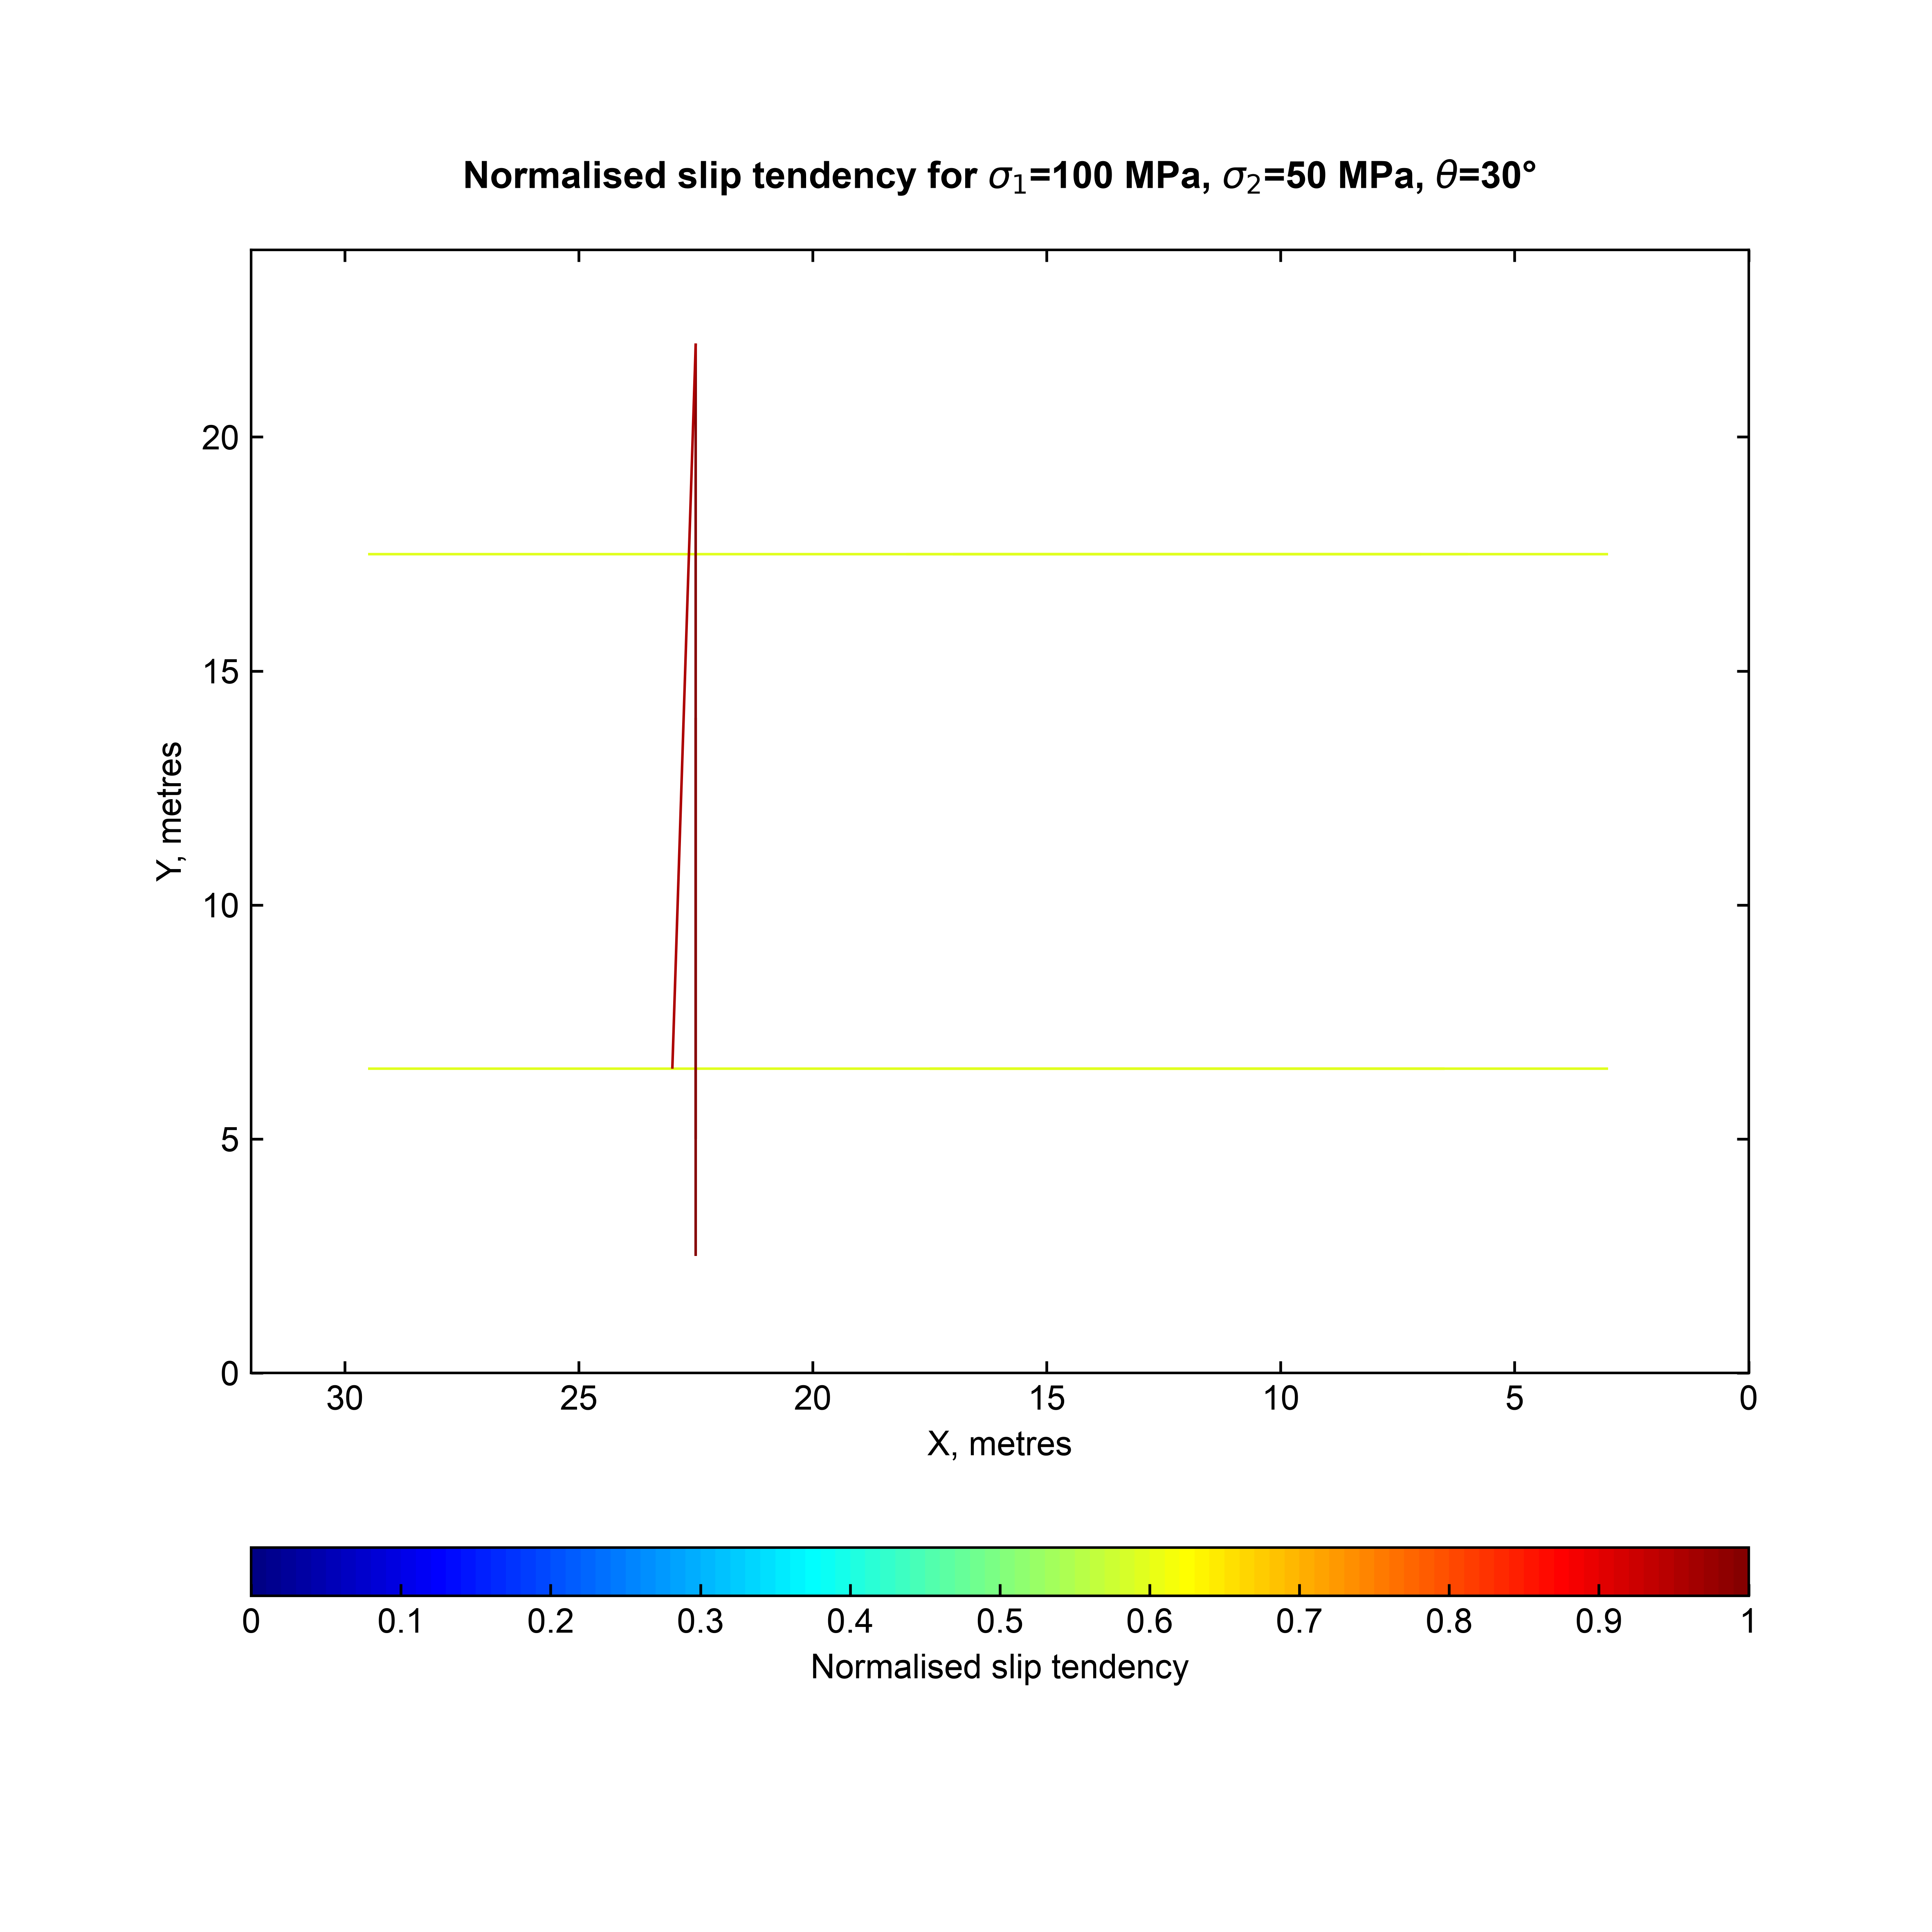 Normalised slip tendency for σ₁=100 MPa, σ₂=50 MPa, θ=30°
20
15
10
5
0
Y, metres
30 25 20 15 10 5 0
X, metres
0 0.1 0.2 0.3 0.4 0.5 0.6 0.7 0.8 0.9 1
Normalised slip tendency